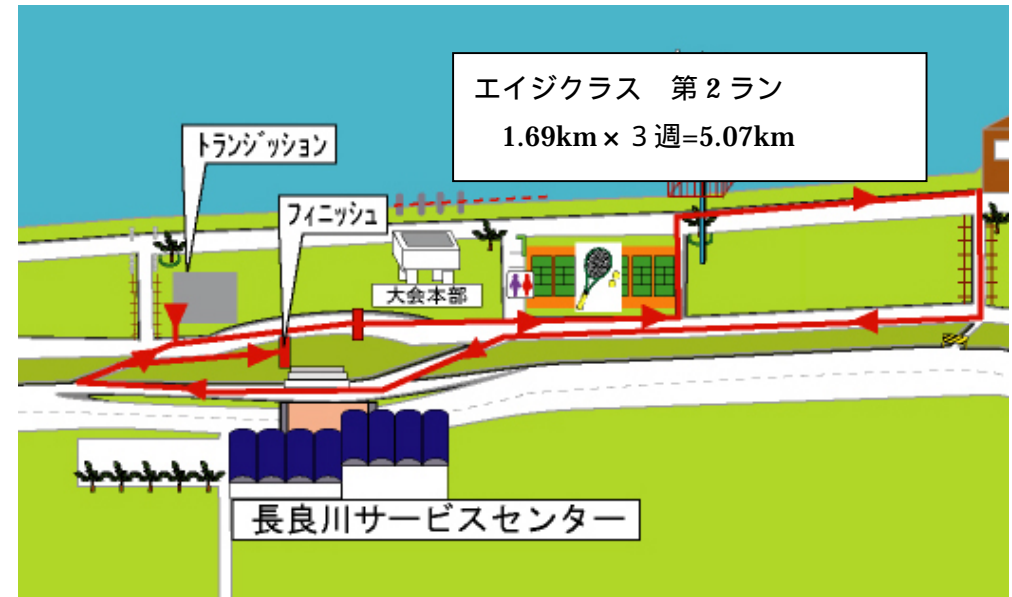 エイジクラス　第２ラン
1.69km×３週=5.07km
ﾄﾗﾝｼﾞｯｼｮﾝ
フィニッシュ
大会本部
長良川サービスセンター